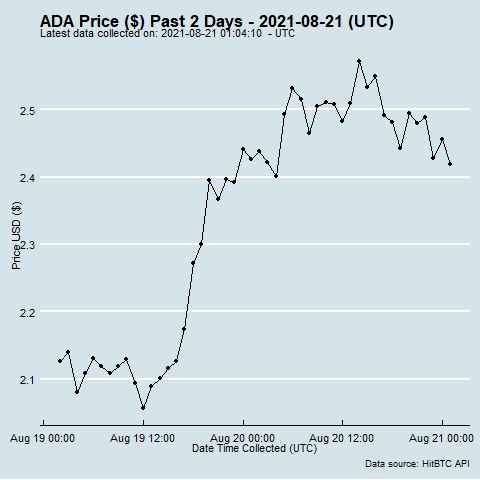 ADA Price ($) Past 2 Days - 2021-08-21 (UTC)
Latest data collected on: 2021-08-21 01:04:10  - UTC
Price USD ($)
2.5
2.4
2.3
2.2
2.1
Aug 19 00:00 Aug 19 12:00 Aug 20 00:00 Aug 20 12:00 Aug 21 00:00
Date Time Collected (UTC)
Data source: HitBTC API